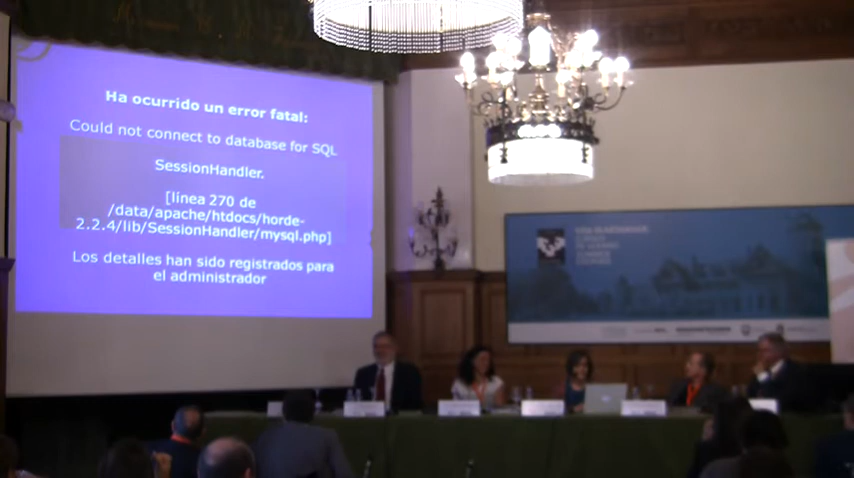 Ha ocurrido un error fatal:
Could not connect to database for SQL
SessionHandler.
[línea 270 de
/data/apache/htdocs/horde-
2.2.4/lib/SessionHandler/mysql.php]
Los detalles han sido registrados para
el administrador